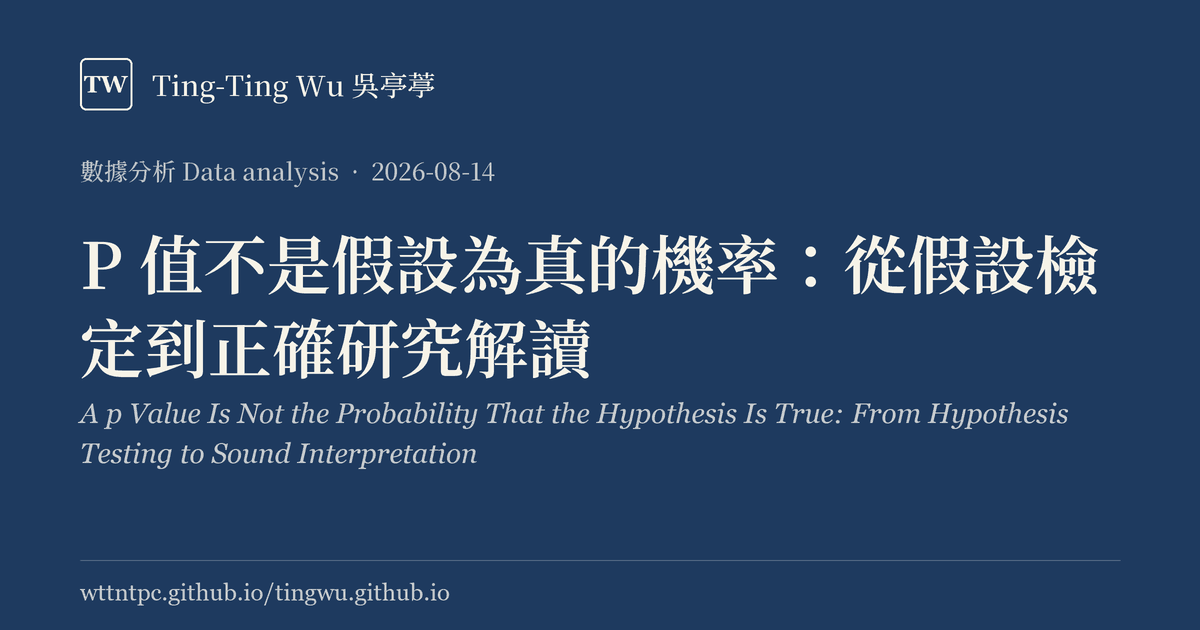 TW
Ting-Ting Wu 吳亭葶
數據分析 Data analysis · 2026-08-14
P 值不是假設為真的機率：從假設檢
定到正確研究解讀
A p Value Is Not the Probability That the Hypothesis Is True: From Hypothesis
Testing to Sound Interpretation
wttntpc.github.io/tingwu.github.io